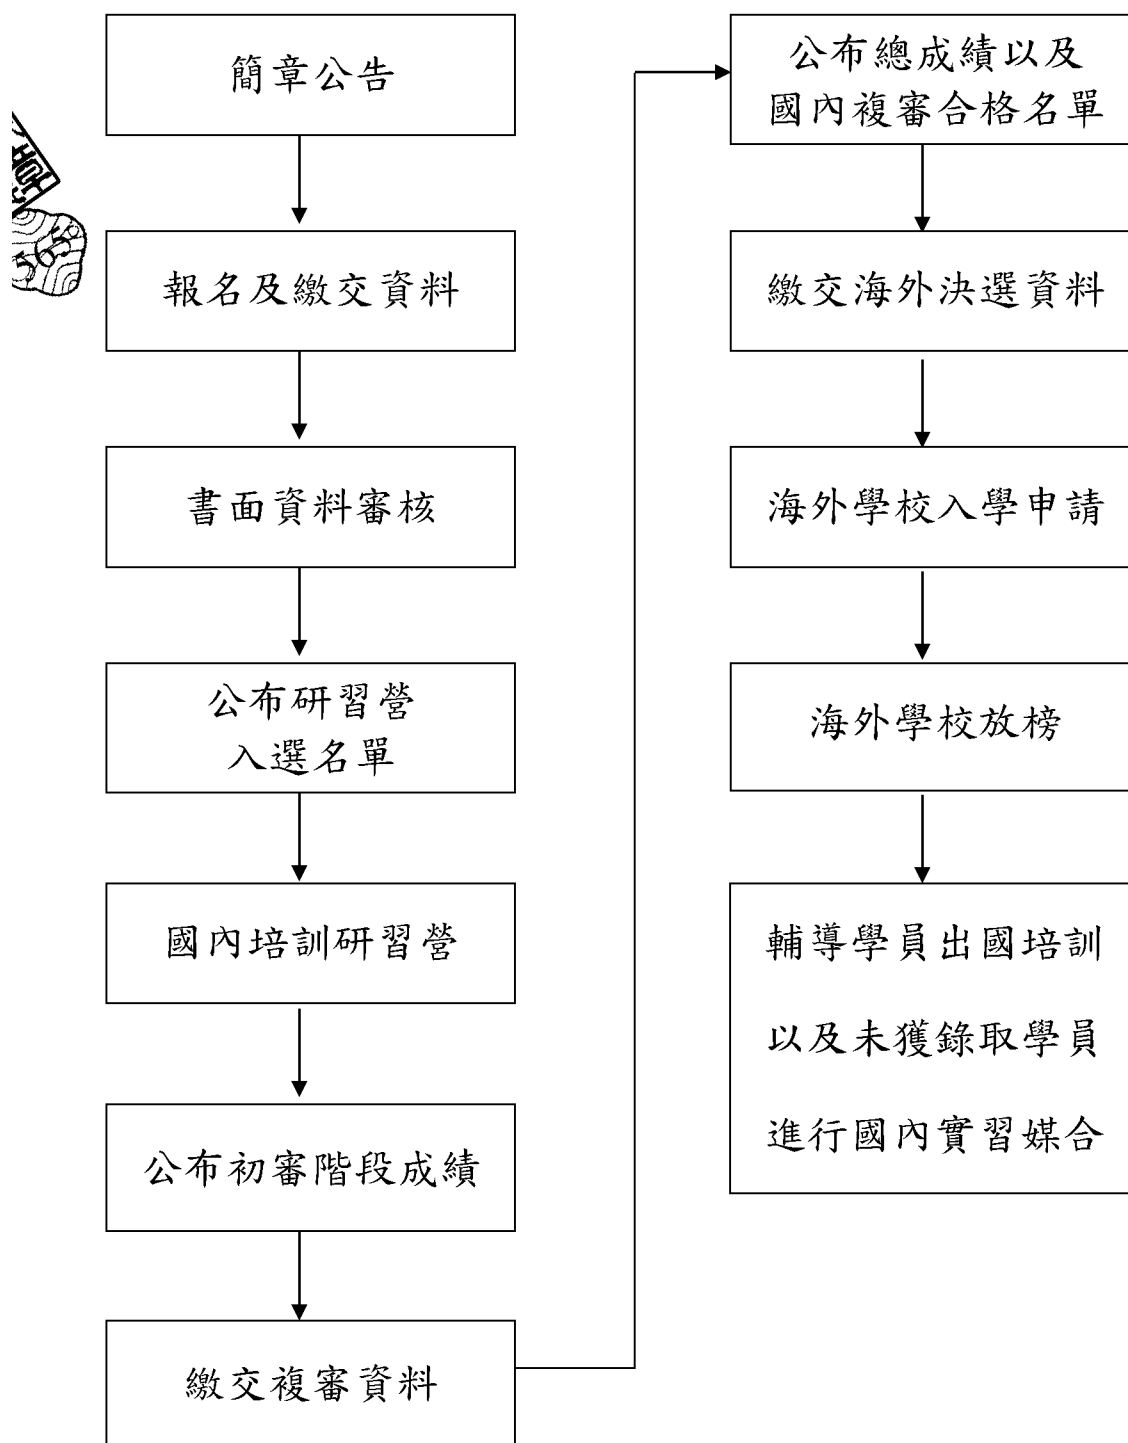 簡章公告
報名及繳交資料
書面資料審核
公布研習營
入選名單
國內培訓研習營
公布初審階段成績
繳交複審資料
公布總成績以及
國內複審合格名單
繳交海外決選資料
海外學校入學申請
海外學校放榜
輔導學員出國培訓
以及未獲錄取學員
進行國內實習媒合
565